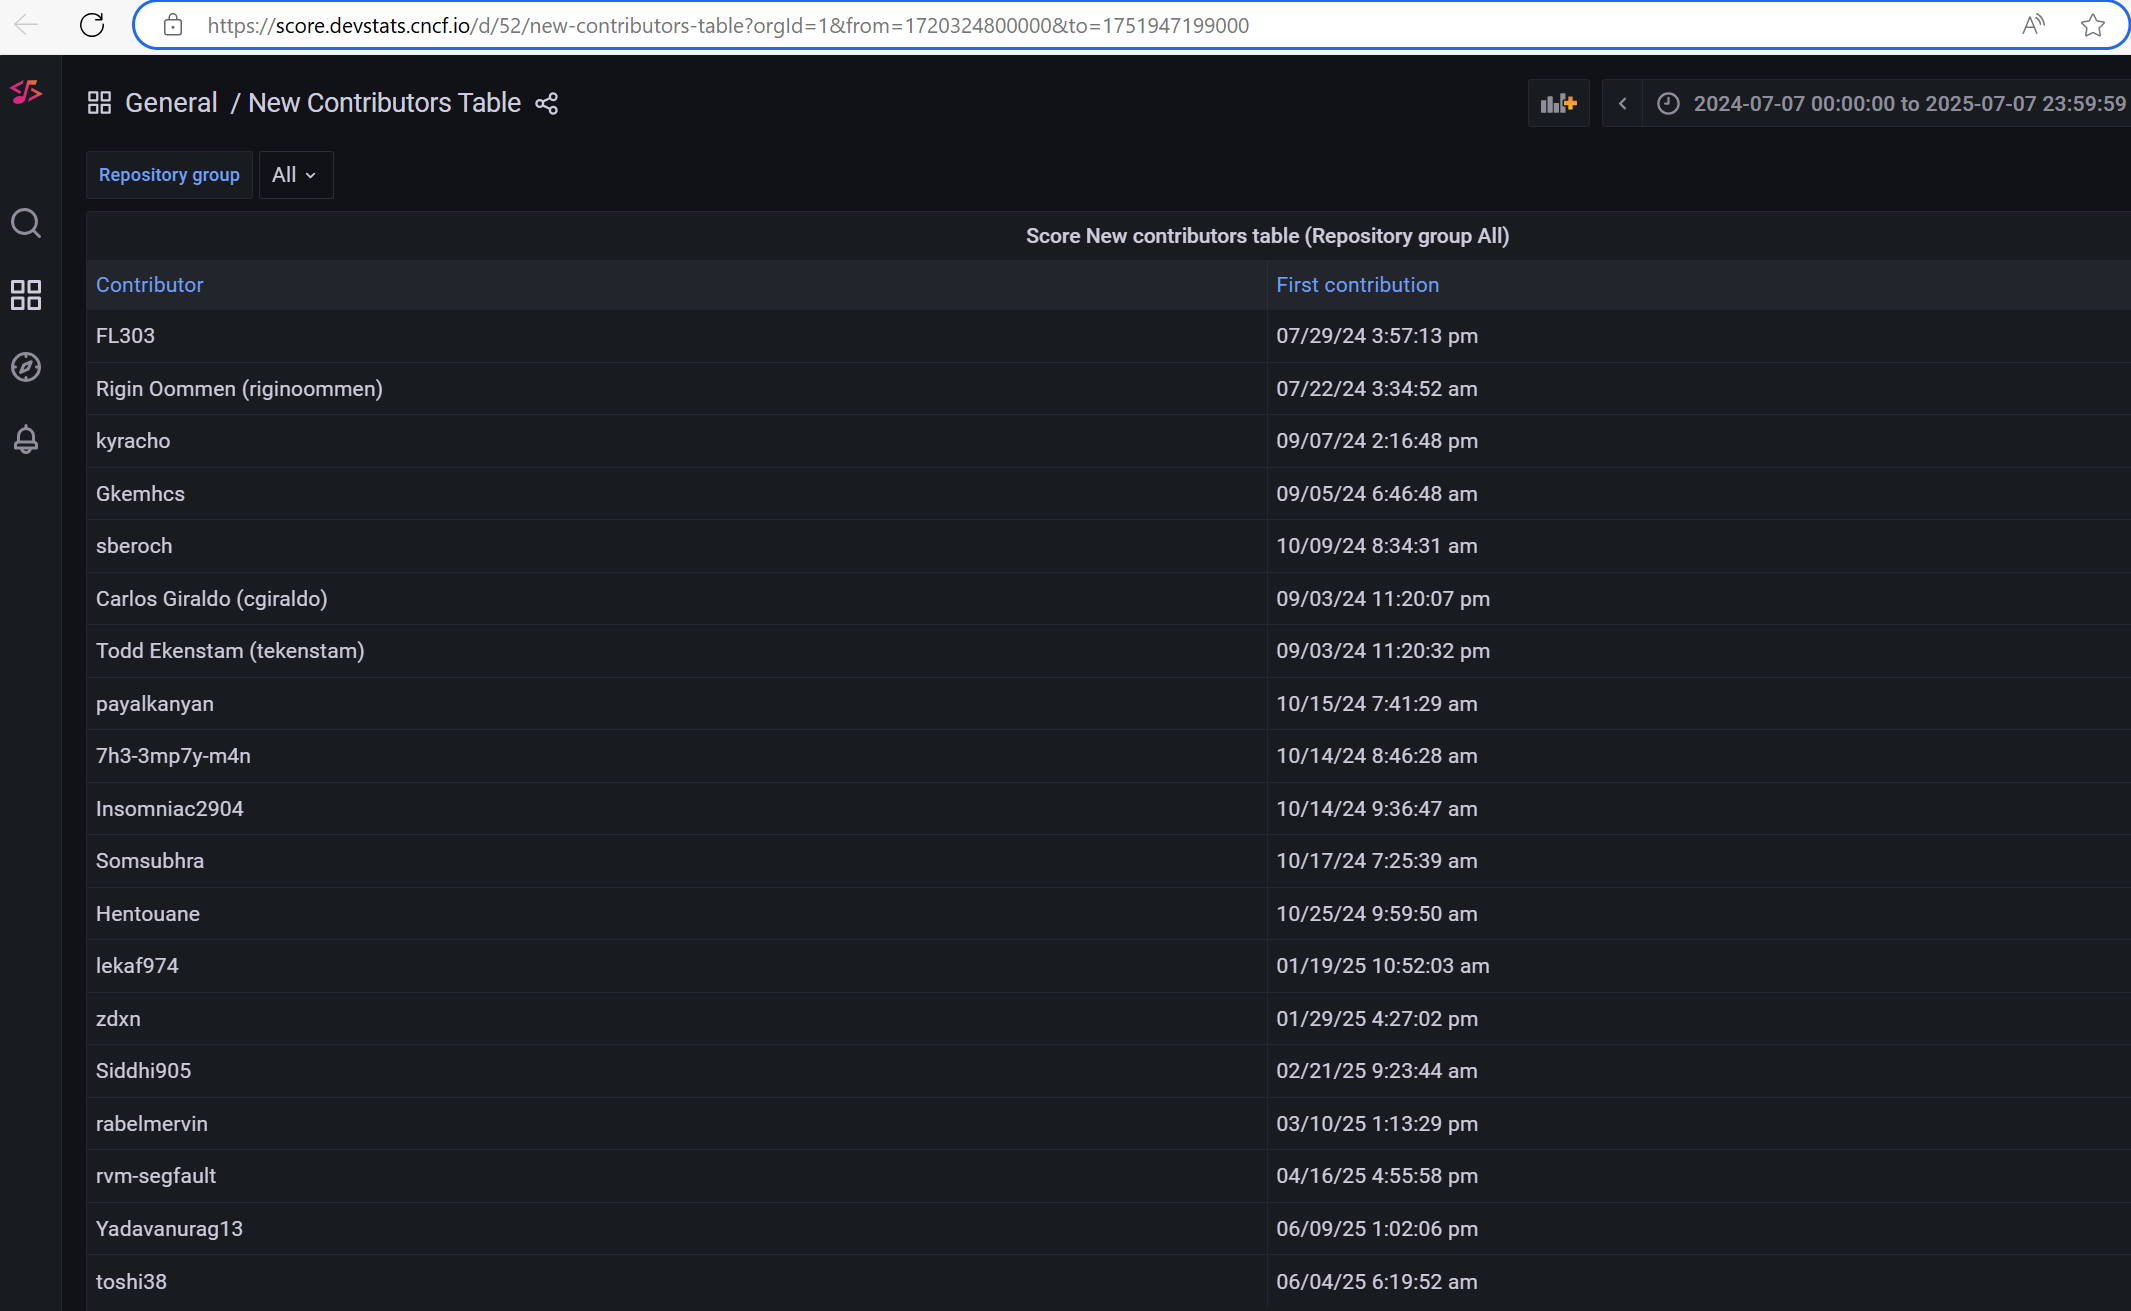 https://score.devstats.cncf.io/d/52/new-contributors-table?orgId=1&from=1720324800000&to=1751947199000
General / New Contributors Table
2024-07-07 00:00:00 to 2025-07-07 23:59:59
Repository group All
Score New contributors table (Repository group All)
Contributor First contribution
FL303 07/29/24 3:57:13 pm
Rigin Oommen (riginoommen) 07/22/24 3:34:52 am
kyracho 09/07/24 2:16:48 pm
Gkemhcs 09/05/24 6:46:48 am
sberoch 10/09/24 8:34:31 am
Carlos Giraldo (cgiraldo) 09/03/24 11:20:07 pm
Todd Ekenstam (tekenstam) 09/03/24 11:20:32 pm
payalkanyan 10/15/24 7:41:29 am
7h3-3mp7y-m4n 10/14/24 8:46:28 am
Insomniac2904 10/14/24 9:36:47 am
Somsubhra 10/17/24 7:25:39 am
Hentouane 10/25/24 9:59:50 am
lekaf974 01/19/25 10:52:03 am
zdxn 01/29/25 4:27:02 pm
Siddhi905 02/21/25 9:23:44 am
rabelmervin 03/10/25 1:13:29 pm
rvm-segfault 04/16/25 4:55:58 pm
Yadavanurag13 06/09/25 1:02:06 pm
toshi38 06/04/25 6:19:52 am